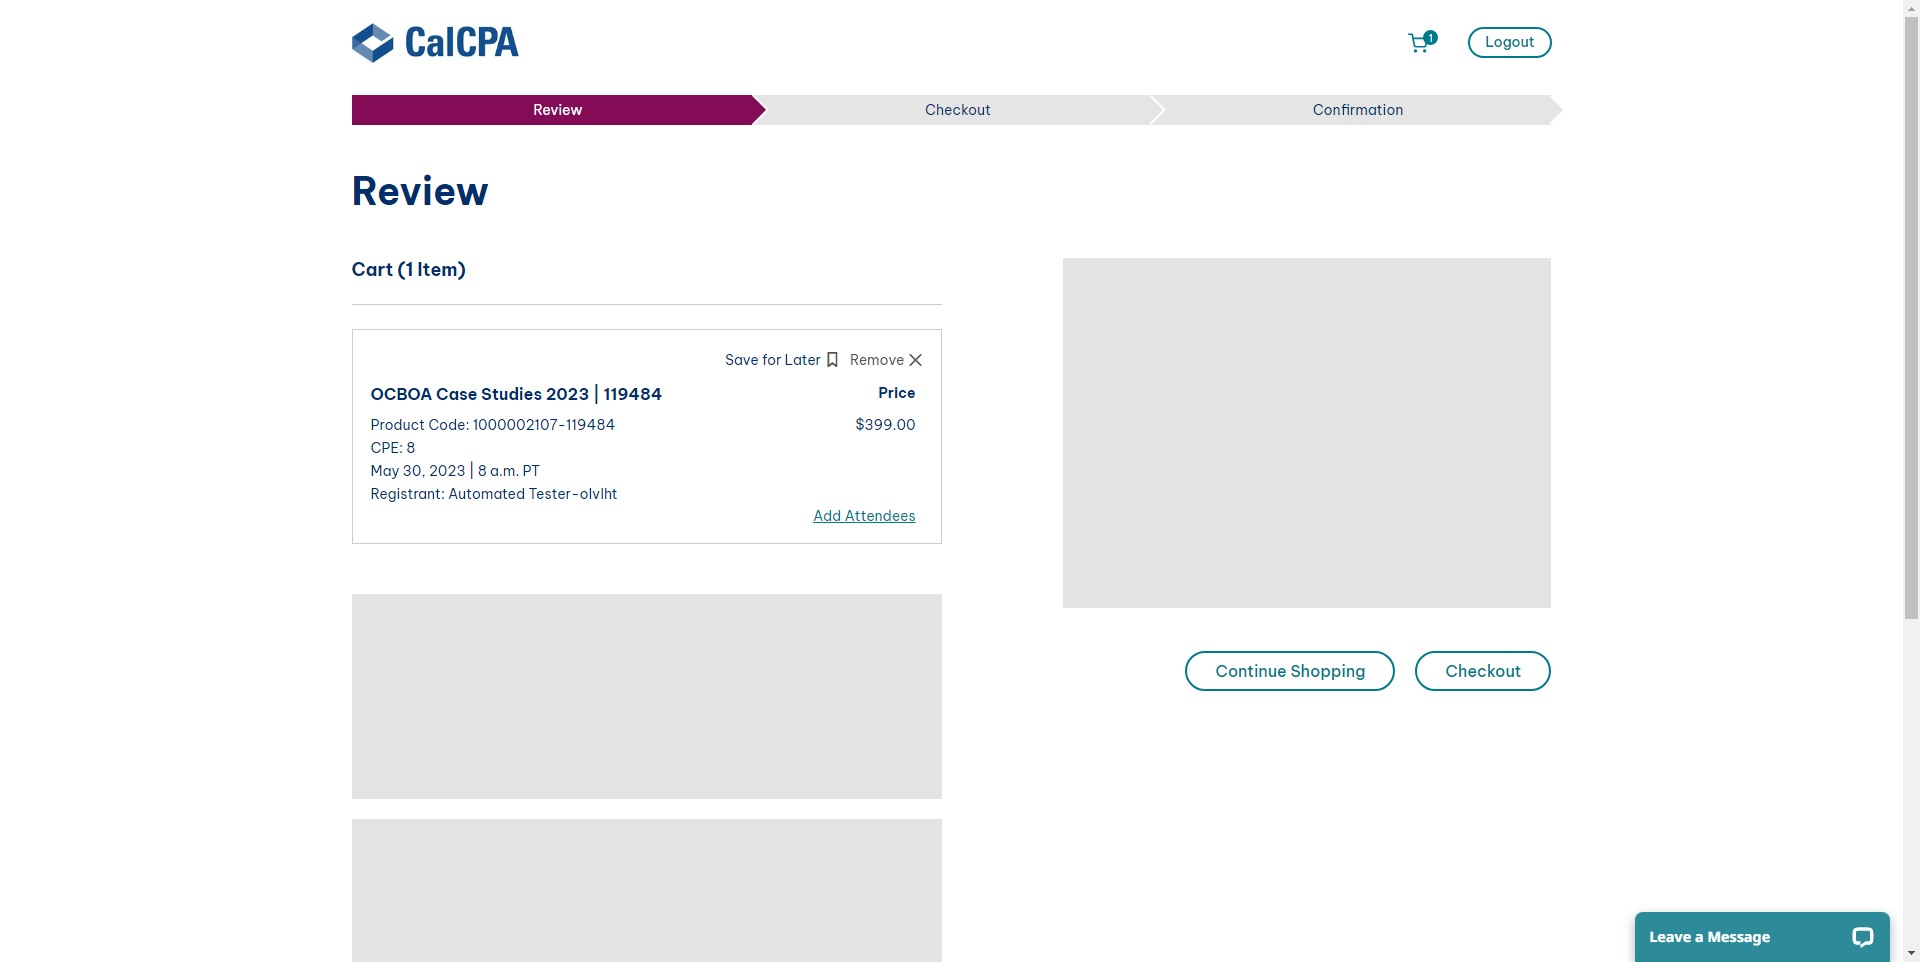 CalCPA
1
Logout
Review
Checkout
Confirmation
Review
Cart (1 Item)
Save for Later
Remove
OCBOA Case Studies 2023 | 119484
Price
Product Code: 1000002107-119484
$399.00
CPE: 8
May 30, 2023 | 8 a.m. PT
Registrant: Automated Tester-olvlht
Add Attendees
Continue Shopping
Checkout
Leave a Message